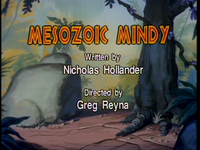 MESOZOIC MINDY
Written by
Nicholas Hollander
Directed by
Greg Reyna